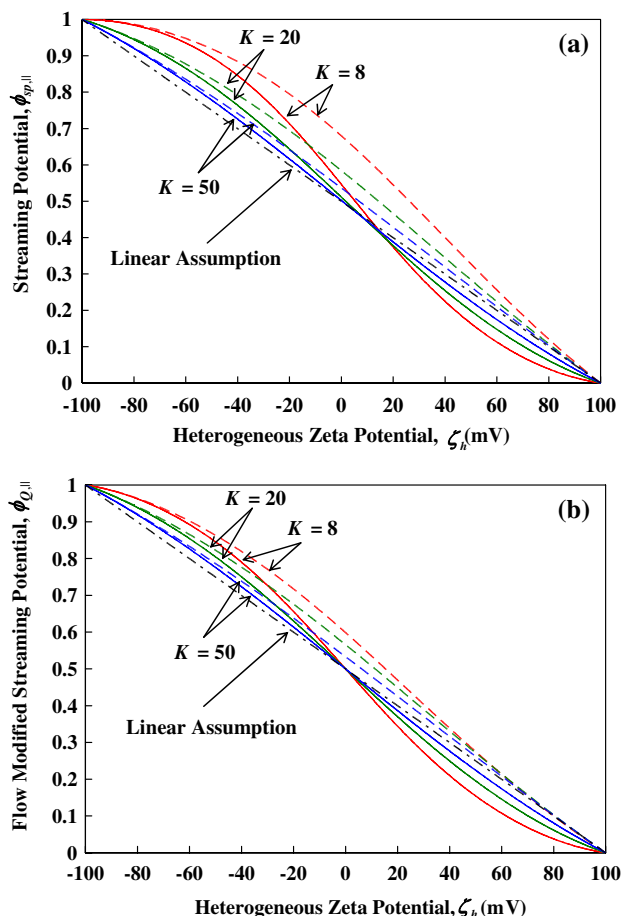 1
0.9
0.8
0.7
0.6
0.5
0.4
0.3
0.2
0.1
0
Streaming Potential, ϕsp,||
(a)
K = 20
K = 8
K = 50
Linear Assumption
-100 -80 -60 -40 -20 0 20 40 60 80 100
Heterogeneous Zeta Potential, ζh(mV)
1
0.9
0.8
0.7
0.6
0.5
0.4
0.3
0.2
0.1
0
Flow Modified Streaming Potential, ϕQ,||
(b)
K = 20
K = 8
K = 50
Linear Assumption
-100 -80 -60 -40 -20 0 20 40 60 80 100
Heterogeneous Zeta Potential, ζh(mV)